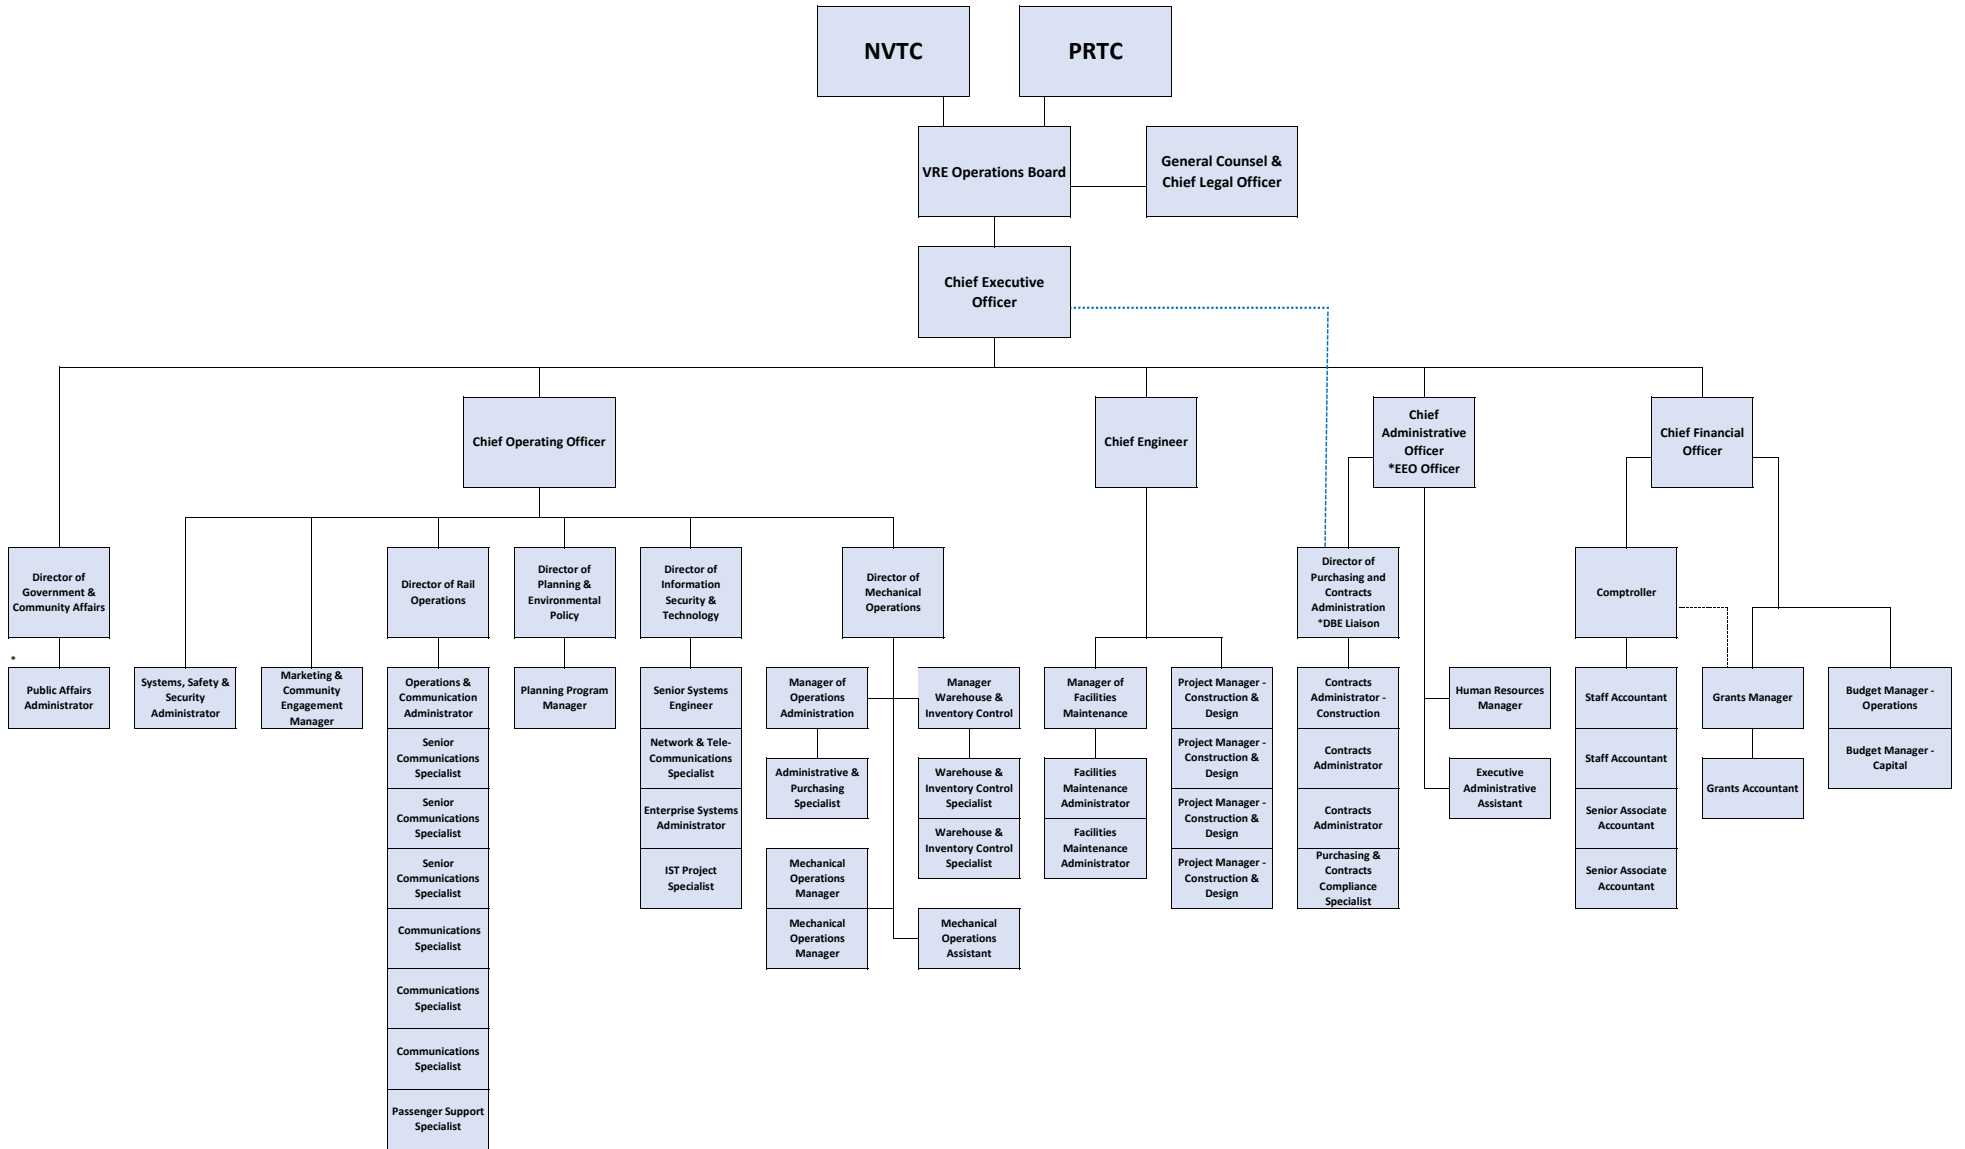 NVTC
PRTC
VRE Operations Board
General Counsel &
Chief Legal Officer
Chief Executive
Officer
Chief Operating Officer
Chief Engineer
Chief
Administrative
Officer
*EEO Officer
Chief Financial
Officer
Director of
Government &
Community Affairs
Director of Rail
Operations
Director of
Planning &
Environmental
Policy
Director of
Information
Security &
Technology
Director of
Mechanical
Operations
Director of
Purchasing and
Contracts
Administration
*DBE Liaison
Comptroller
*
Public Affairs
Administrator
Systems, Safety &
Security
Administrator
Marketing &
Community
Engagement
Manager
Operations &
Communication
Administrator
Senior
Communications
Specialist
Senior
Communications
Specialist
Senior
Communications
Specialist
Communications
Specialist
Communications
Specialist
Communications
Specialist
Passenger Support
Specialist
Planning Program
Manager
Senior Systems
Engineer
Network & Tele-
Communications
Specialist
Enterprise Systems
Administrator
IST Project
Specialist
Manager of
Operations
Administration
Administrative &
Purchasing
Specialist
Mechanical
Operations
Manager
Mechanical
Operations
Manager
Manager
Warehouse &
Inventory Control
Warehouse &
Inventory Control
Specialist
Warehouse &
Inventory Control
Specialist
Mechanical
Operations
Assistant
Manager of
Facilities
Maintenance
Facilities
Maintenance
Administrator
Facilities
Maintenance
Administrator
Project Manager -
Construction &
Design
Project Manager -
Construction &
Design
Project Manager -
Construction &
Design
Project Manager -
Construction &
Design
Contracts
Administrator -
Construction
Contracts
Administrator
Contracts
Administrator
Purchasing &
Contracts
Compliance
Specialist
Human Resources
Manager
Executive
Administrative
Assistant
Staff Accountant
Staff Accountant
Senior Associate
Accountant
Senior Associate
Accountant
Grants Manager
Grants Accountant
Budget Manager -
Operations
Budget Manager -
Capital